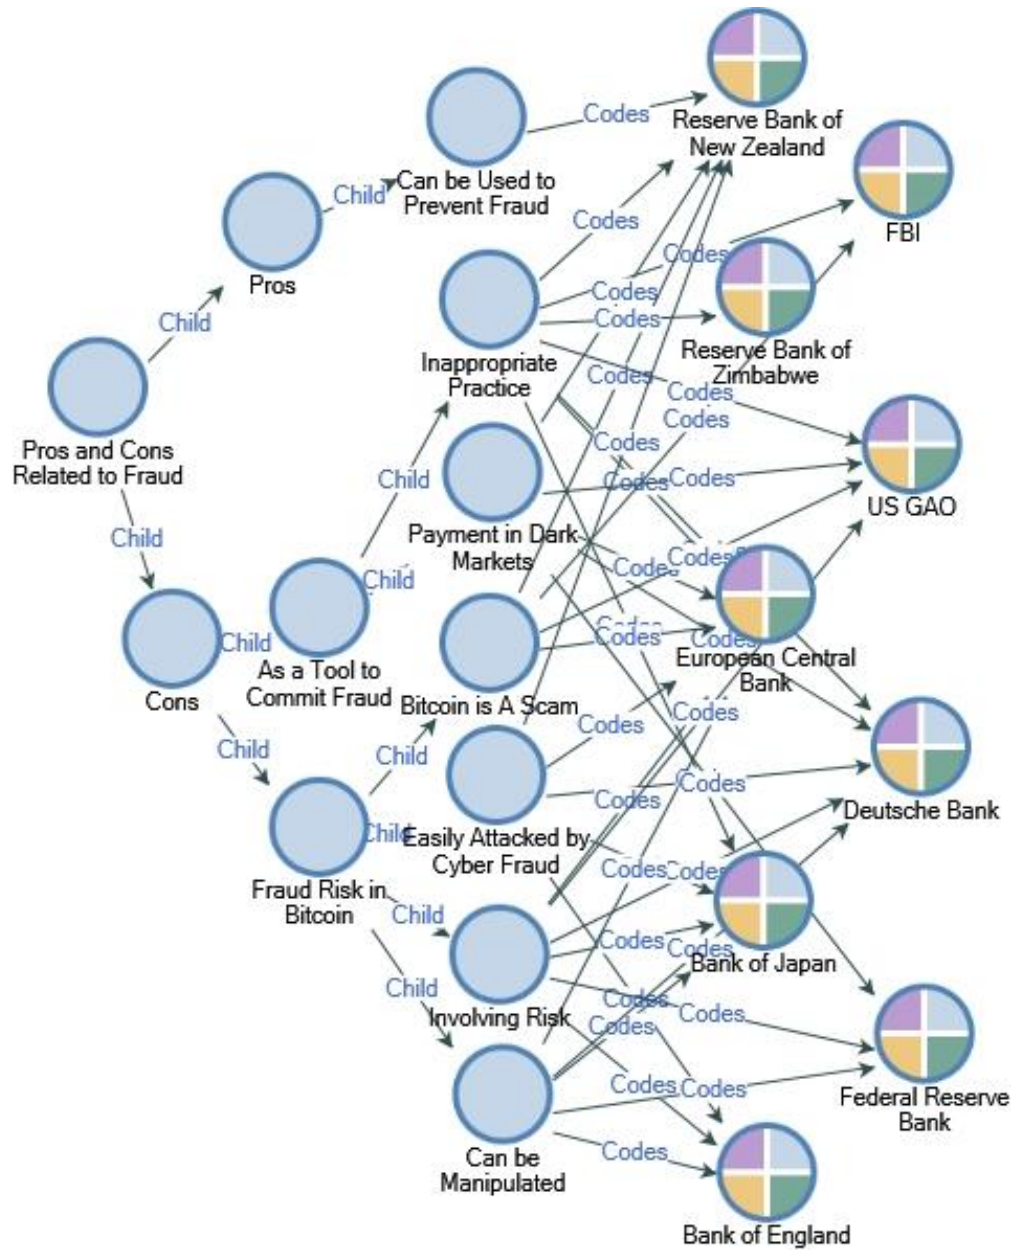 Codes
Reserve Bank of
New Zealand
Child
Can be Used to
Prevent Fraud
Codes
FBI
Pros
Codes
Child
Codes
Codes
Inappropriate
Practice
Reserve Bank of
Zimbabwe
Codes
Codes
Codes
Pros and Cons
Related to Fraud
Codes
US GAO
Child
Codes
Codes
Payment in Dark
Markets
Child
Codes
Codes
Child
Codes
Codes
European Central
Bank
Child
As a Tool to
Commit Fraud
Cons
Bitcoin is A Scam
Codes
Codes
Child
Child
Codes
Codes
Deutsche Bank
Child
Easily Attacked by
Cyber Fraud
Codes
Codes
Fraud Risk in
Bitcoin
Child
Codes
Codes
Bank of Japan
Child
Involving Risk
Codes
Codes
Codes
Codes
Codes
Federal Reserve
Bank
Can be
Manipulated
Codes
Bank of England